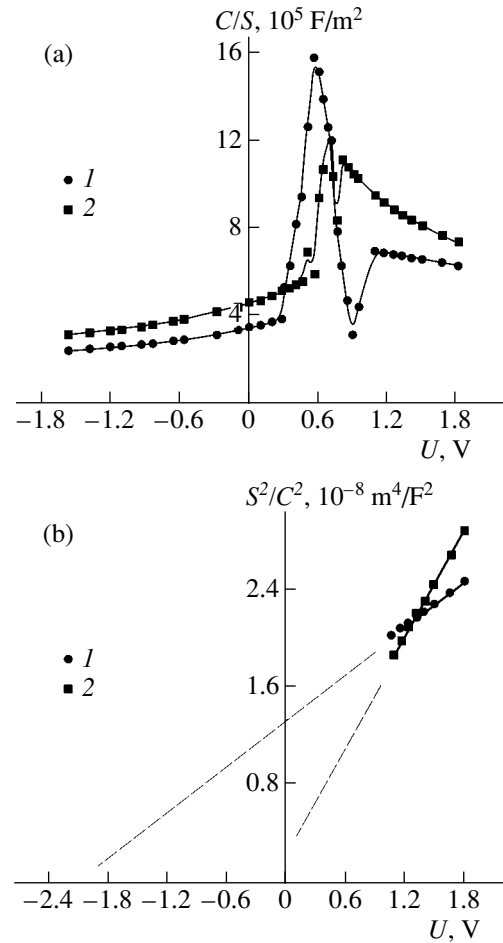 C/S, 10⁵ F/m²
(a)
16
12
8
4
1
2
−1.8 −1.2 −0.6 0 0.6 1.2 1.8
U, V
S²/C², 10⁻⁸ m⁴/F²
(b)
2.4
1.6
0.8
1
2
−2.4 −1.8 −1.2 −0.6 0 0.6 1.2 1.8
U, V